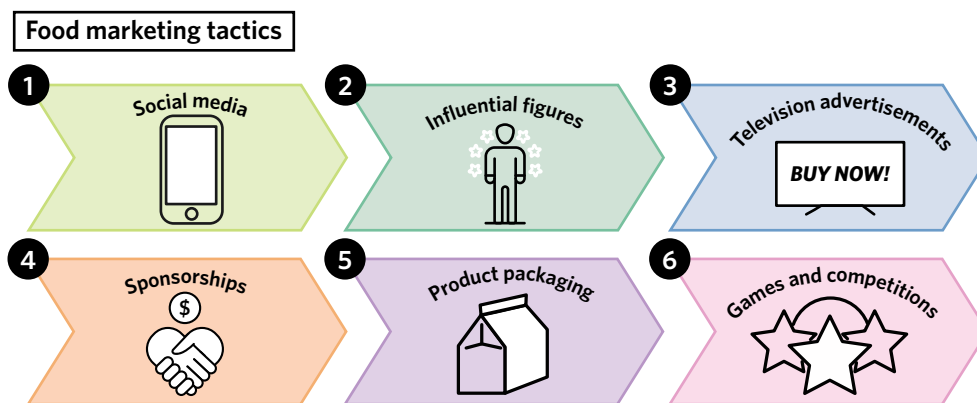 Food marketing tactics
1
Social media
2
Influential figures
3
Television advertisements
BUY NOW!
4
Sponsorships
$
5
Product packaging
6
Games and competitions